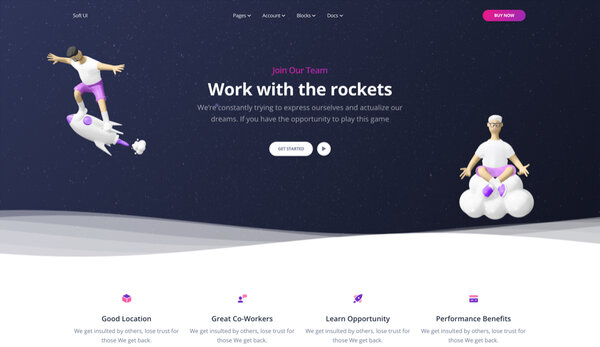 Soft UI
Pages Account Blocks Docs
BUY NOW
Join Our Team
Work with the rockets
We're constantly trying to express ourselves and actualize our
dreams. If you have the opportunity to play this game
GET STARTED
Good Location
We get insulted by others, lose trust for
those We get back.
Great Co-Workers
We get insulted by others, lose trust for
those We get back.
Learn Opportunity
We get insulted by others, lose trust for
those We get back.
Performance Benefits
We get insulted by others, lose trust for
those We get back.